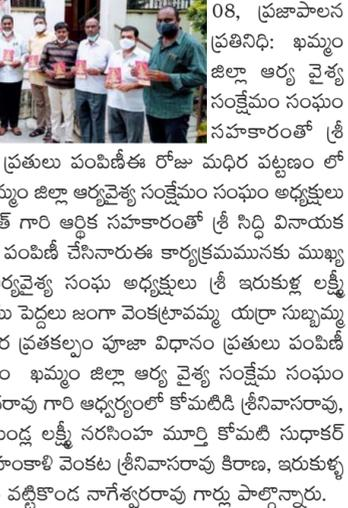 08, ప్రజాపాలన
ప్రతినిధి: ఖమ్మం
జిల్లా ఆర్య వైశ్య
సంక్షేమం సంఘం
సహకారంతో శ్రీ
ప్రతులు పంపిణీఈ రోజు మధిర పట్టణం లో
మ్మం జిల్లా ఆర్యవైశ్య సంక్షేమం సంఘం అధ్యక్షులు
త్ గారి ఆర్థిక సహకారంతో శ్రీ సిద్ధి వినాయక
పంపిణీ చేసినారుఈ కార్యక్రమమునకు ముఖ్య
ర్యవైశ్య సంఘ అధ్యక్షులు శ్రీ ఇరుకుళ్ల లక్ష్మీ
పెద్దలు జంగా వెంకట్రావమ్మ యర్రా సుబ్బమ్మ
ర వ్రతకల్పం పూజా విధానం ప్రతులు పంపిణీ
ం ఖమ్మం జిల్లా ఆర్య వైశ్య సంక్షేమ సంఘం
రావు గారి ఆధ్వర్యంలో కోమటిడి శ్రీనివాసరావు,
ండ్ల లక్ష్మీ నరసింహ మూర్తి కోమటి సుధాకర్
హంకాళి వెంకట శ్రీనివాసరావు కిరాణ, ఇరుకుళ్ళ
వట్టికొండ నాగేశ్వరరావు గార్లు పాల్గొన్నారు.